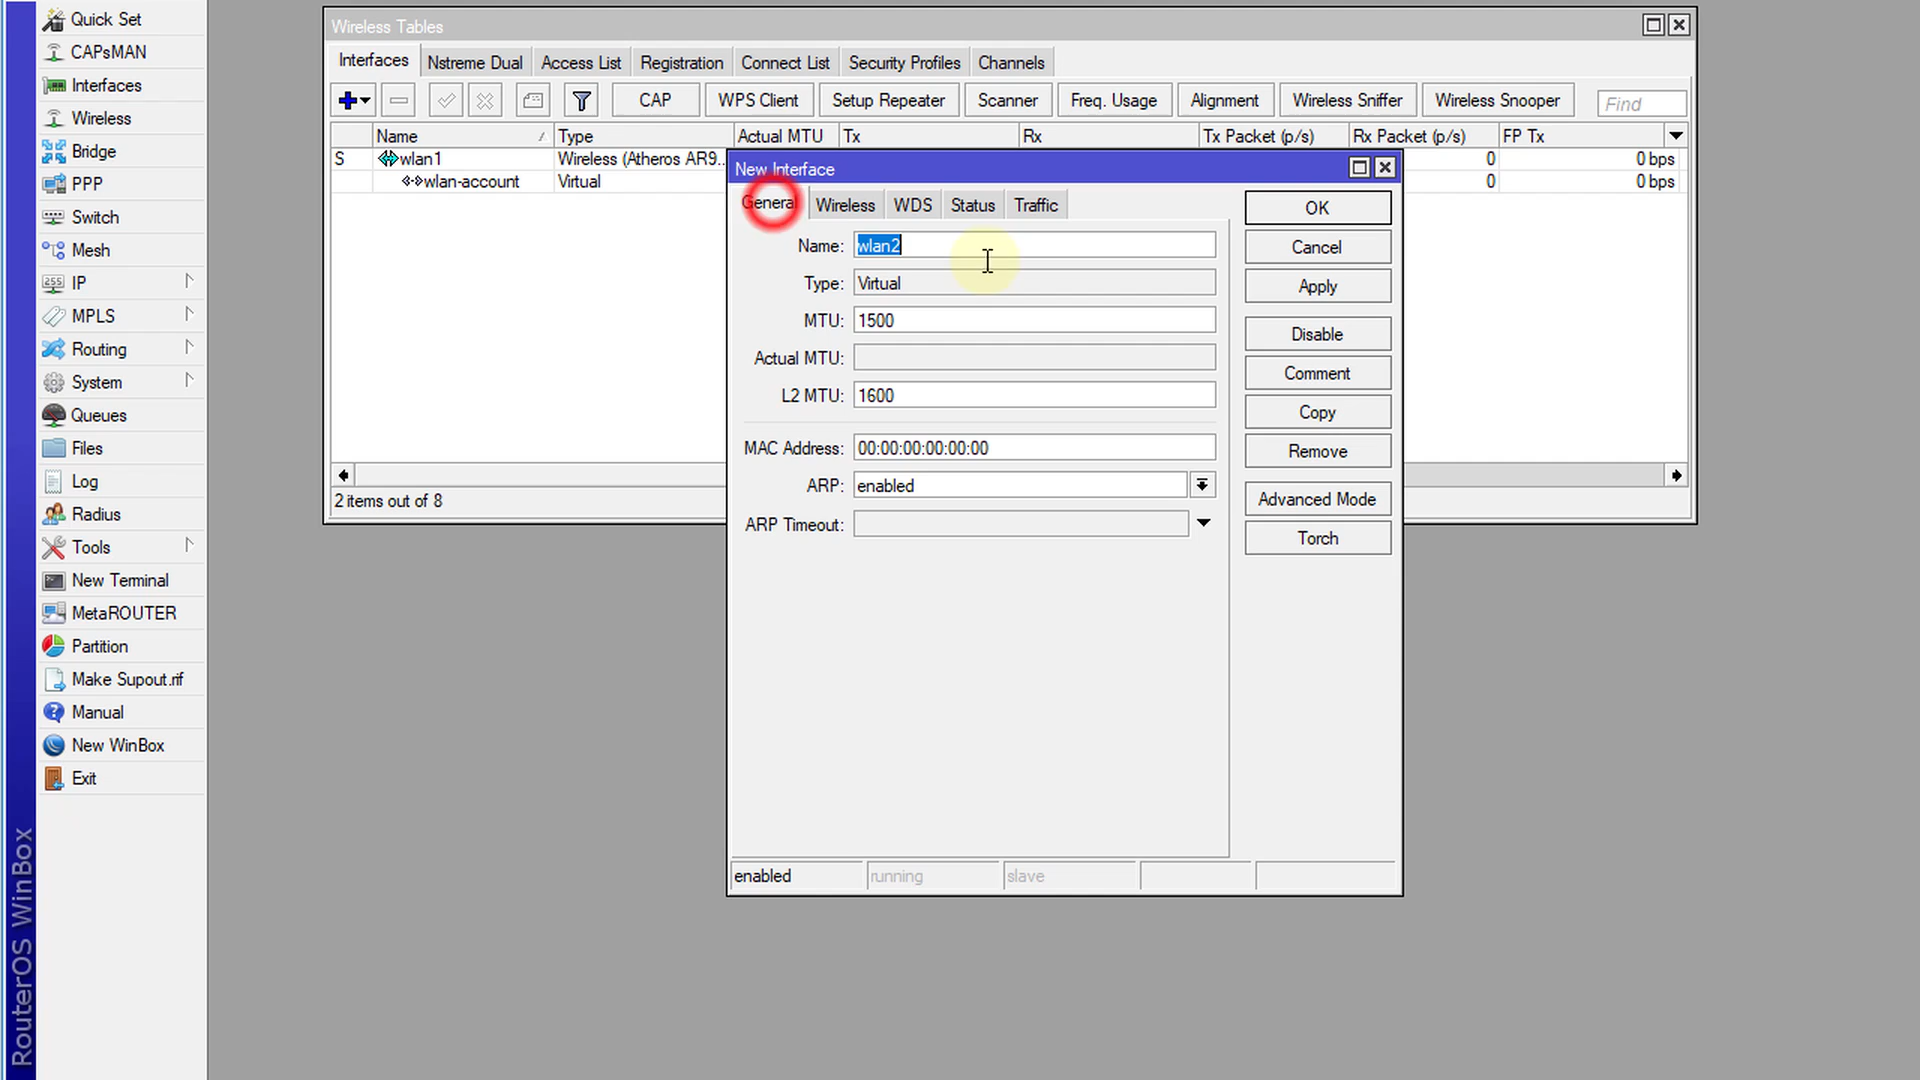 Quick Set
CAPsMAN
Interfaces
Wireless
Bridge
PPP
Switch
Mesh
IP
MPLS
Routing
System
Queues
Files
Log
Radius
Tools
New Terminal
MetaROUTER
Partition
Make Supout.rif
Manual
New WinBox
Exit
RouterOS WinBox
Wireless Tables
Interfaces Nstreme Dual Access List Registration Connect List Security Profiles Channels
CAP WPS Client Setup Repeater Scanner Freq. Usage Alignment Wireless Sniffer Wireless Snooper Find
Name Type Actual MTU Tx Rx Tx Packet (p/s) Rx Packet (p/s) FP Tx
S wlan1 Wireless (Atheros AR9... 0 0 bps
wlan-account Virtual 0 0 bps
2 items out of 8
New Interface
General Wireless WDS Status Traffic
Name: wlan2
Type: Virtual
MTU: 1500
Actual MTU:
L2 MTU: 1600
MAC Address: 00:00:00:00:00:00
ARP: enabled
ARP Timeout:
OK
Cancel
Apply
Disable
Comment
Copy
Remove
Advanced Mode
Torch
enabled running slave